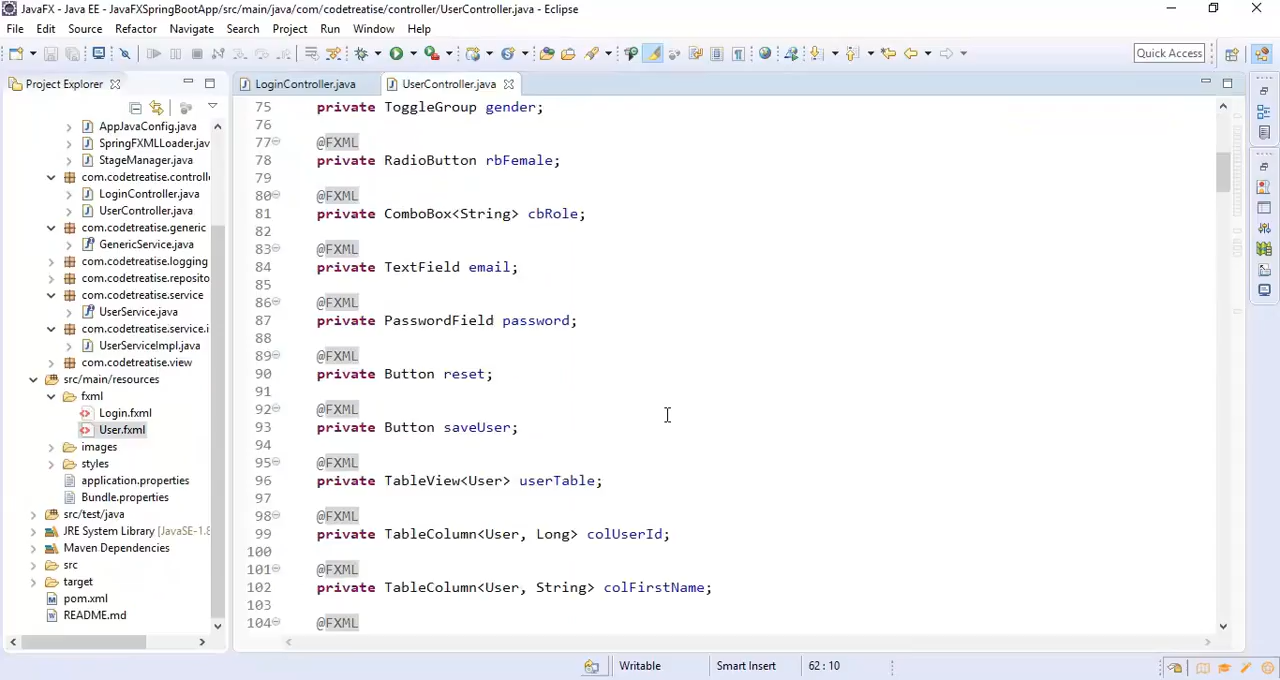 JavaFX - Java EE - JavaFXSpringBootApp/src/main/java/com/codetreatise/controller/UserController.java - Eclipse
File Edit Source Refactor Navigate Search Project Run Window Help
Quick Access
Project Explorer
LoginController.java
UserController.java
AppJavaConfig.java
SpringFXMLLoader.jav
StageManager.java
com.codetreatise.controll
LoginController.java
UserController.java
com.codetreatise.generic
GenericService.java
com.codetreatise.logging
com.codetreatise.reposito
com.codetreatise.service
UserService.java
com.codetreatise.service.i
UserServiceImpl.java
com.codetreatise.view
src/main/resources
fxml
Login.fxml
User.fxml
images
styles
application.properties
Bundle.properties
src/test/java
JRE System Library [JavaSE-1.8
Maven Dependencies
src
target
pom.xml
README.md
75 private ToggleGroup gender;
76
77 @FXML
78 private RadioButton rbFemale;
79
80 @FXML
81 private ComboBox<String> cbRole;
82
83 @FXML
84 private TextField email;
85
86 @FXML
87 private PasswordField password;
88
89 @FXML
90 private Button reset;
91
92 @FXML
93 private Button saveUser;
94
95 @FXML
96 private TableView<User> userTable;
97
98 @FXML
99 private TableColumn<User, Long> colUserId;
100
101 @FXML
102 private TableColumn<User, String> colFirstName;
103
104 @FXML
Writable Smart Insert 62 : 10